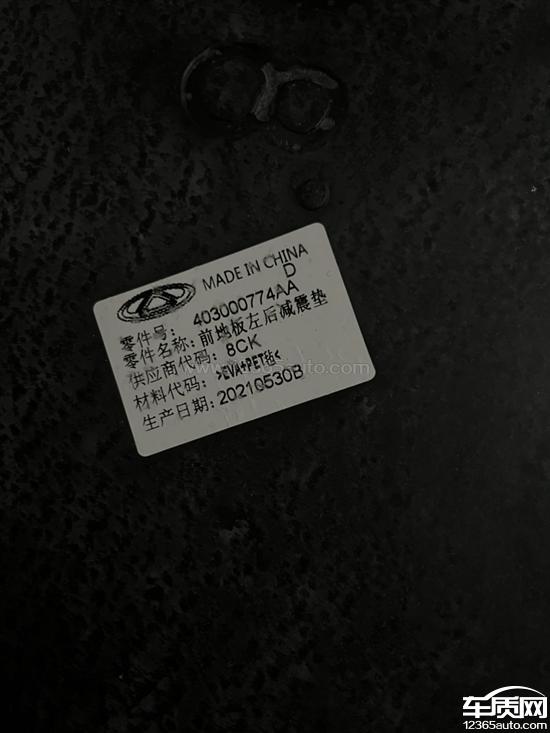 MADE IN CHINA
D
零件号: 403000774AA
零件名称: 前地板左后减震垫
供应商代码: 8CK
材料代码: >EVA+PET毡<
生产日期: 20210530B
车质网
12365auto.com